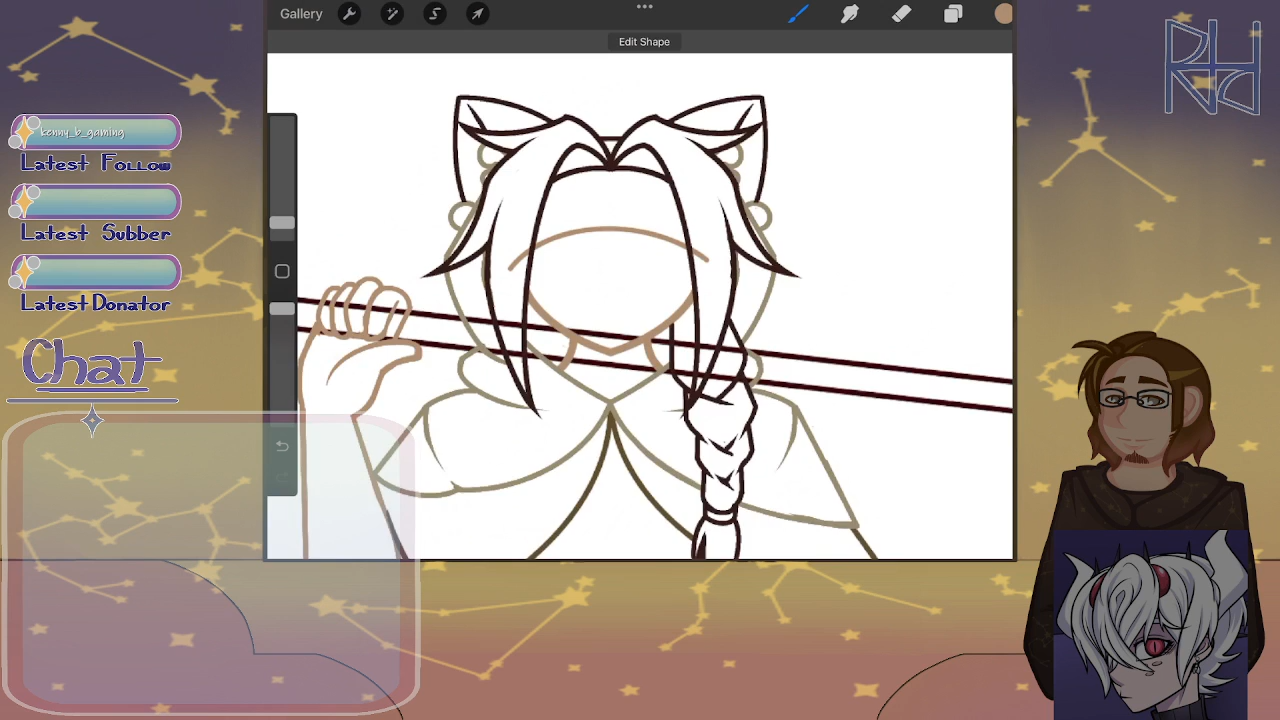 Gallery
Edit Shape
kenny_b_gaming
Latest Follow
Latest Subber
Latest Donator
Chat